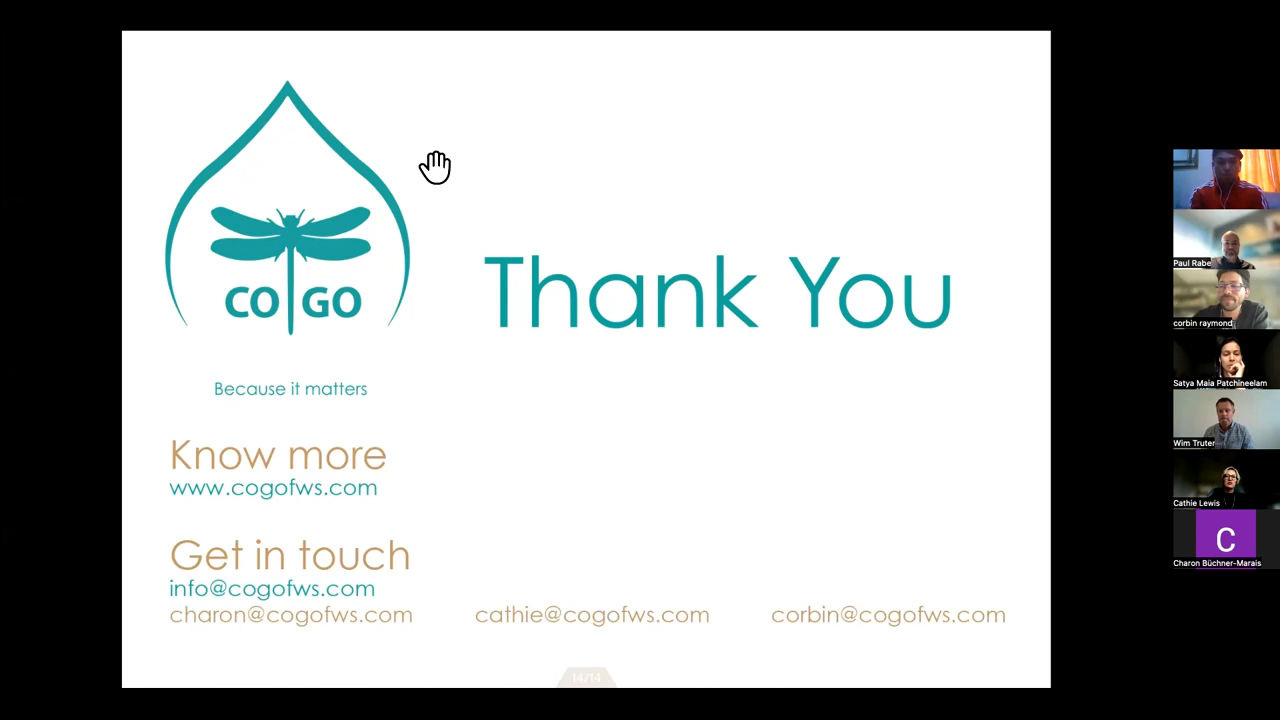 CO GO
Thank You
Because it matters
Know more
www.cogofws.com
Get in touch
info@cogofws.com
charon@cogofws.com cathie@cogofws.com corbin@cogofws.com
14/14
Paul Rabe
corbin raymond
Satya Maia Patchineelam
Wim Truter
Cathie Lewis
C
Charon Büchner-Marais